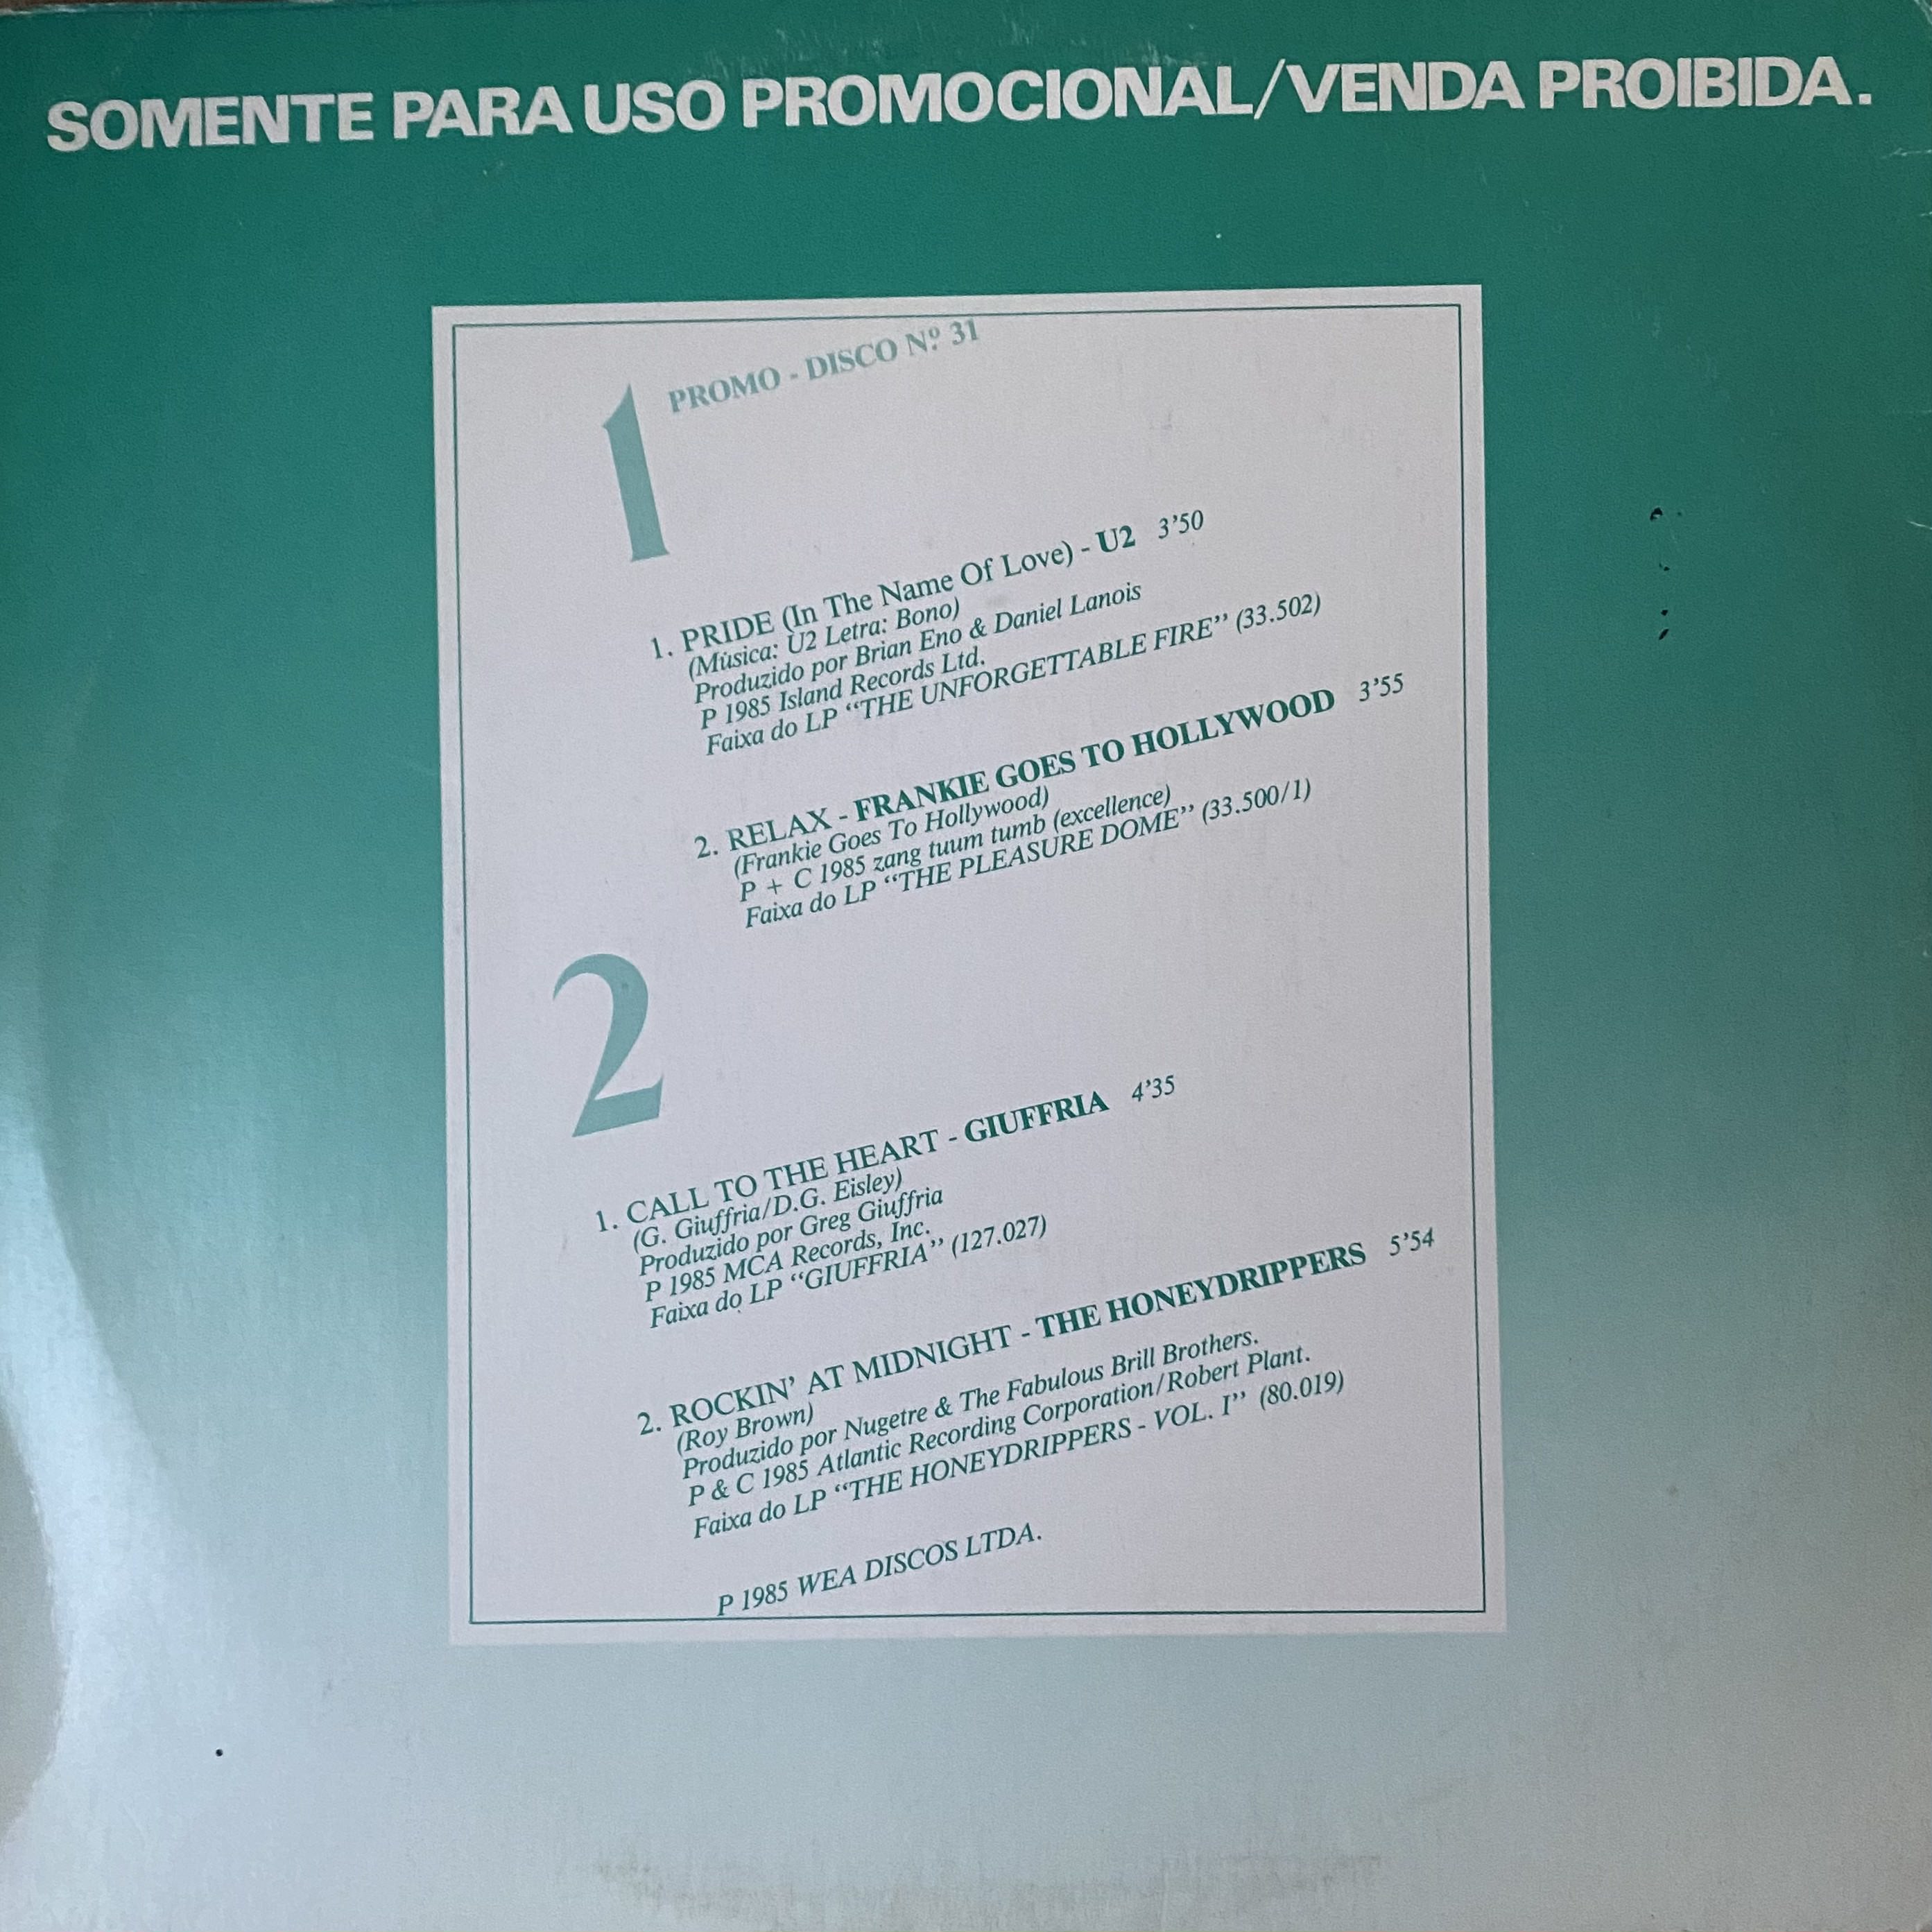 SOMENTE PARA USO PROMOCIONAL/VENDA PROIBIDA.
PROMO - DISCO Nº 31
1
1. PRIDE (In The Name Of Love) - U2 3'50
(Música: U2 Letra: Bono)
Produzido por Brian Eno & Daniel Lanois
P 1985 Island Records Ltd.
Faixa do LP "THE UNFORGETTABLE FIRE" (33.502)
2. RELAX - FRANKIE GOES TO HOLLYWOOD 3'55
(Frankie Goes To Hollywood)
P + C 1985 zang tuum tumb (excellence)
Faixa do LP "THE PLEASURE DOME" (33.500/1)
2
1. CALL TO THE HEART - GIUFFRIA 4'35
(G. Giuffria/D.G. Eisley)
Produzido por Greg Giuffria
P 1985 MCA Records, Inc.
Faixa do LP "GIUFFRIA" (127.027)
2. ROCKIN' AT MIDNIGHT - THE HONEYDRIPPERS 5'54
(Roy Brown)
Produzido por Nugetre & The Fabulous Brill Brothers.
P & C 1985 Atlantic Recording Corporation/Robert Plant.
Faixa do LP "THE HONEYDRIPPERS - VOL. I" (80.019)
P 1985 WEA DISCOS LTDA.